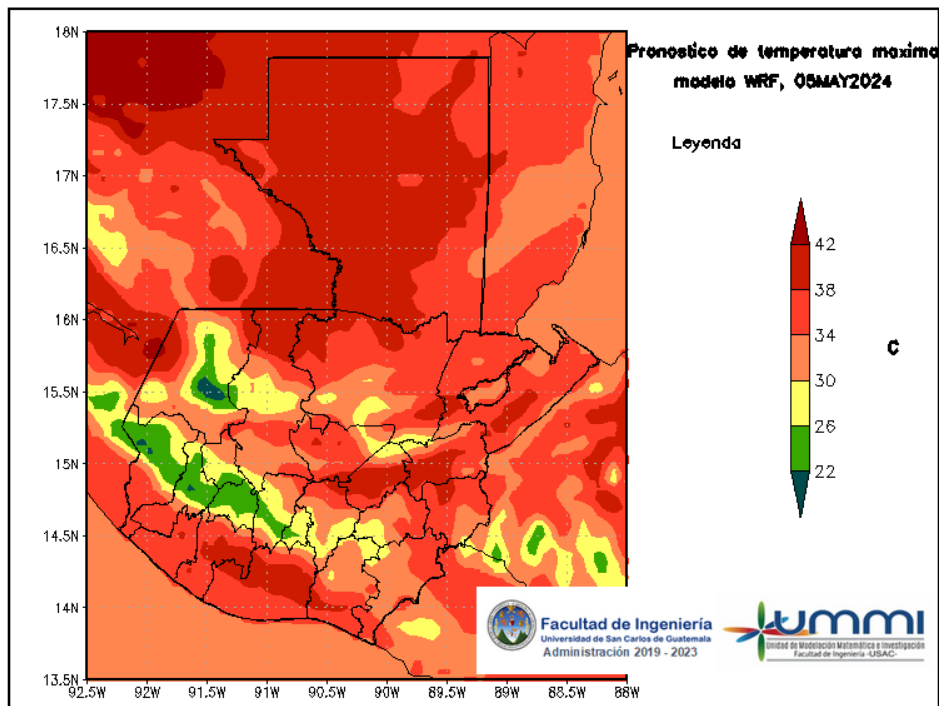 Pronostico de temperatura maxima
modelo WRF, 05MAY2024
Leyenda
42
38
34
30
26
22
C
18N
17.5N
17N
16.5N
16N
15.5N
15N
14.5N
14N
13.5N
92.5W
92W
91.5W
91W
90.5W
90W
89.5W
89W
88.5W
88W
Facultad de Ingeniería
Universidad de San Carlos de Guatemala
Administración 2019 - 2023
UMMI
Unidad de Modelación Matemática e Investigación
Facultad de Ingeniería -USAC-